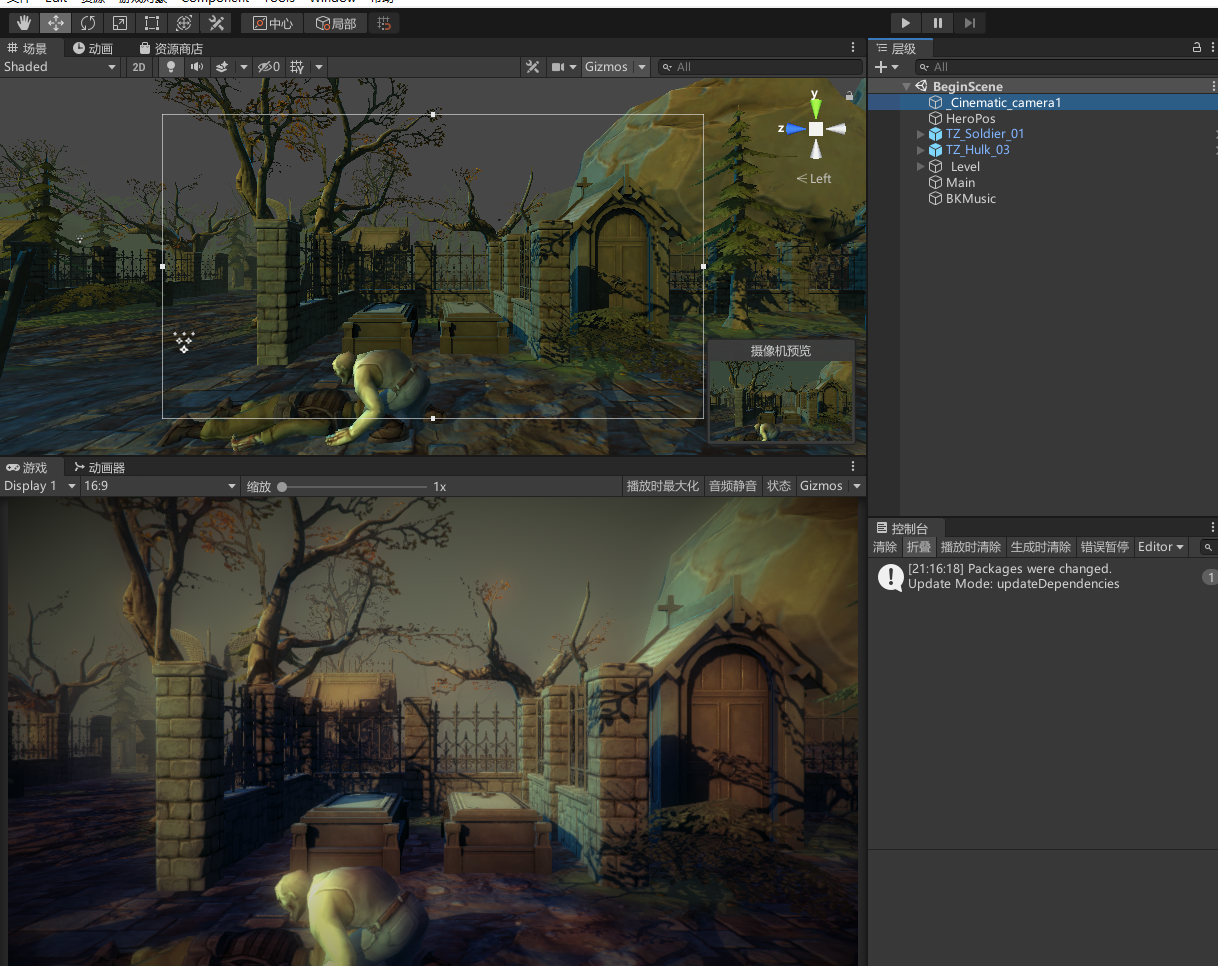 Edit
Component
Tools
Window
中心
局部
场景
动画
资源商店
Shaded
2D
0
Gizmos
All
y
z
Left
摄像机预览
层级
All
BeginScene
_Cinematic_camera1
HeroPos
TZ_Soldier_01
TZ_Hulk_03
Level
Main
BKMusic
游戏
动画器
Display 1
16:9
缩放
1x
播放时最大化
音频静音
状态
Gizmos
控制台
清除
折叠
播放时清除
生成时清除
错误暂停
Editor
[21:16:18] Packages were changed.
Update Mode: updateDependencies
1